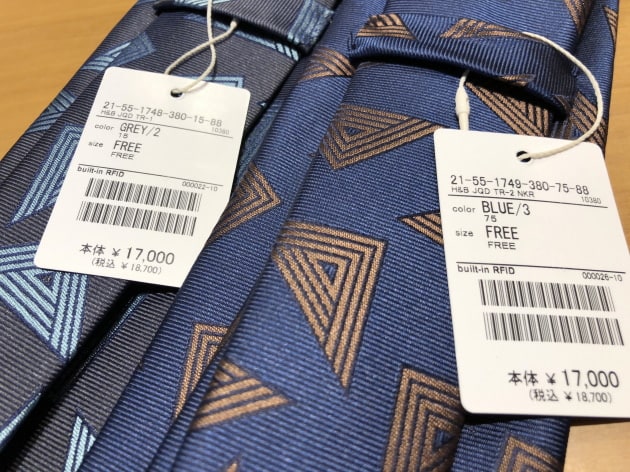 21-55-1748-380-15-88
H&B JQD TR-1 10380
color GREY/2
15
size FREE
FREE
built-in RFID 000022-10
本体 ¥17,000
(税込 ¥18,700)
21-55-1749-380-75-88
H&B JQD TR-2 NKR 10380
color BLUE/3
75
size FREE
FREE
built-in RFID 000026-10
本体 ¥17,000
(税込 ¥18,700)